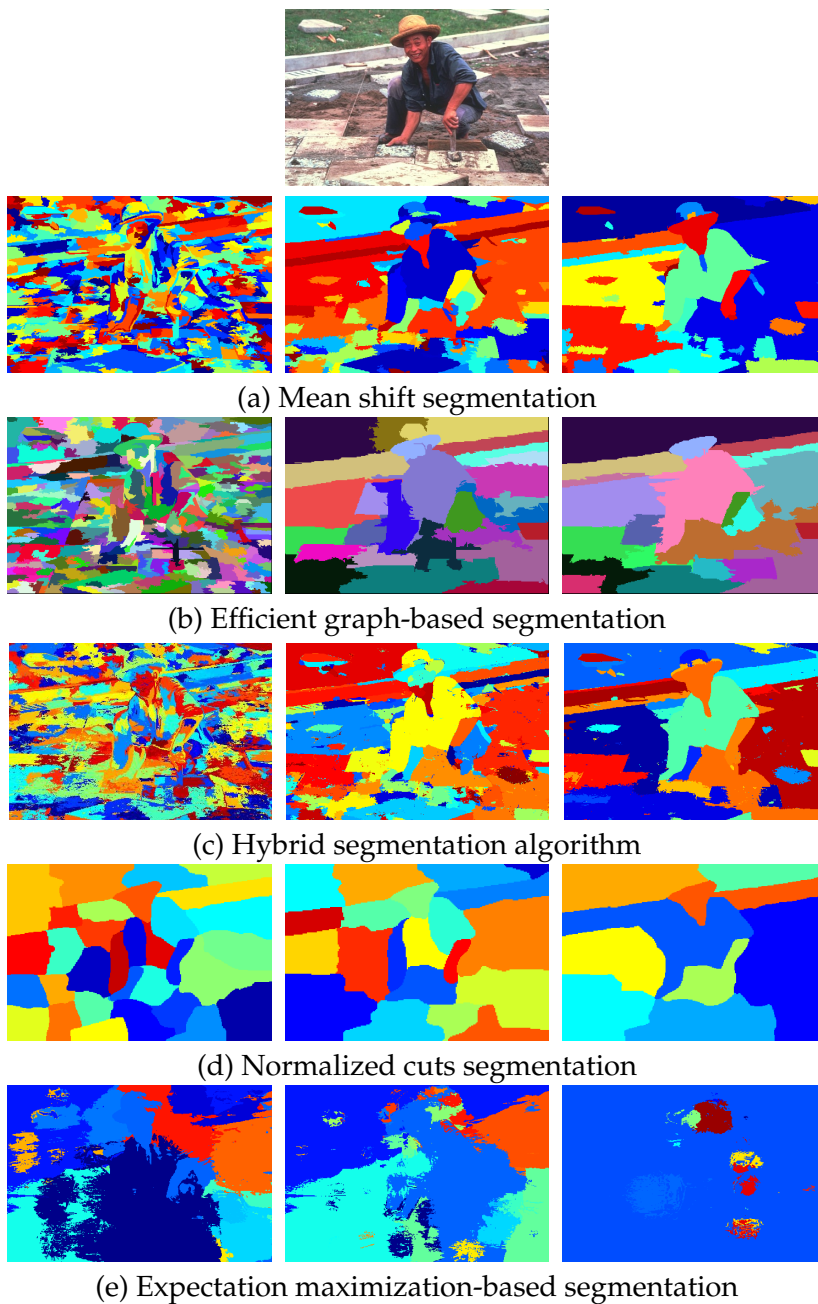 (a) Mean shift segmentation
(b) Efficient graph-based segmentation
(c) Hybrid segmentation algorithm
(d) Normalized cuts segmentation
(e) Expectation maximization-based segmentation